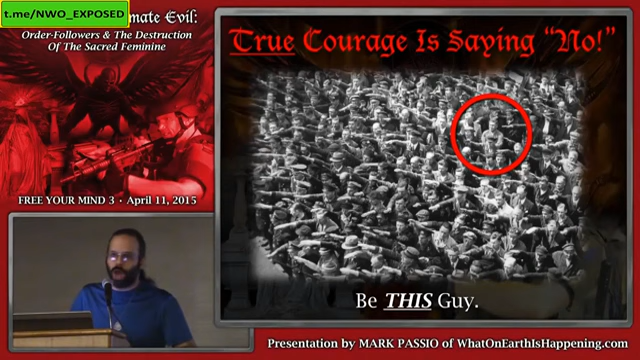 t.me/NWO_EXPOSED
mate Evil:
Order-Followers & The Destruction
Of The Sacred Feminine
FREE YOUR MIND 3 · April 11, 2015
True Courage Is Saying "No!"
Be THIS Guy.
Presentation by MARK PASSIO of WhatOnEarthIsHappening.com